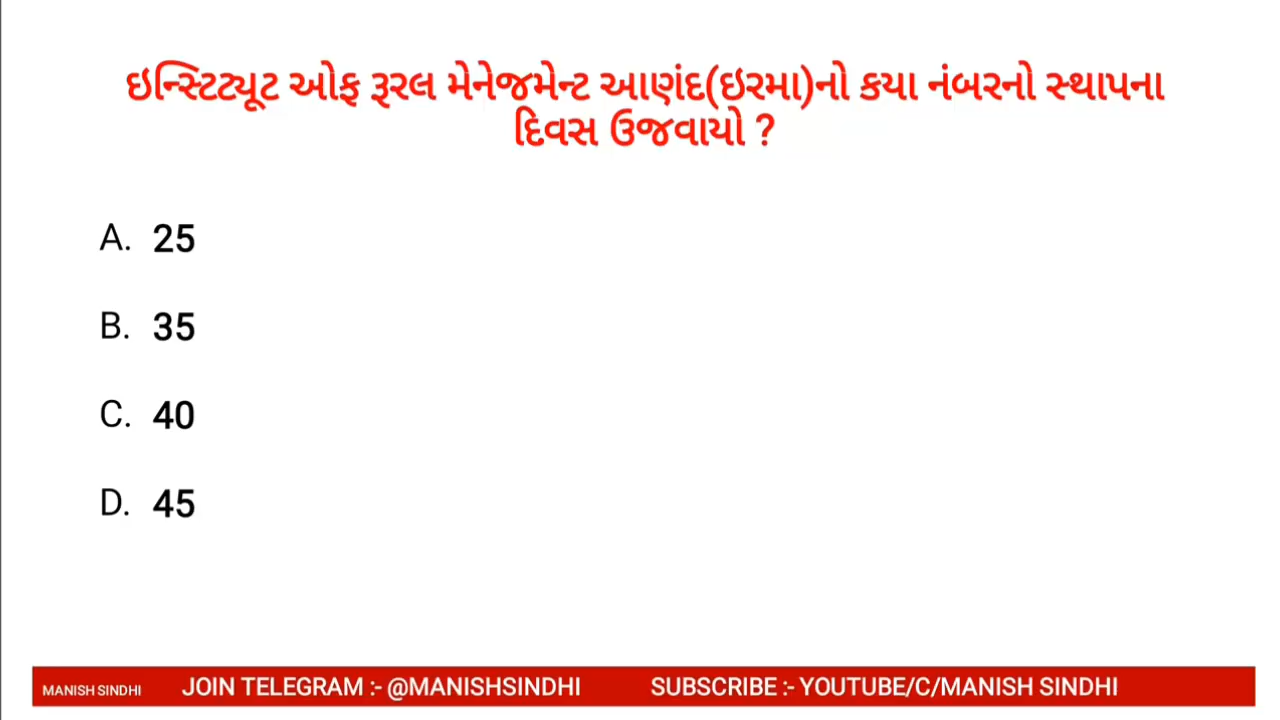 ઇન્સ્ટિટ્યૂટ ઓફ રૂરલ મેનેજમેન્ટ આણંદ(ઇરમા)નો કયા નંબરનો સ્થાપના
દિવસ ઉજવાયો ?
A. 25
B. 35
C. 40
D. 45
MANISH SINDHI JOIN TELEGRAM :- @MANISHSINDHI SUBSCRIBE :- YOUTUBE/C/MANISH SINDHI